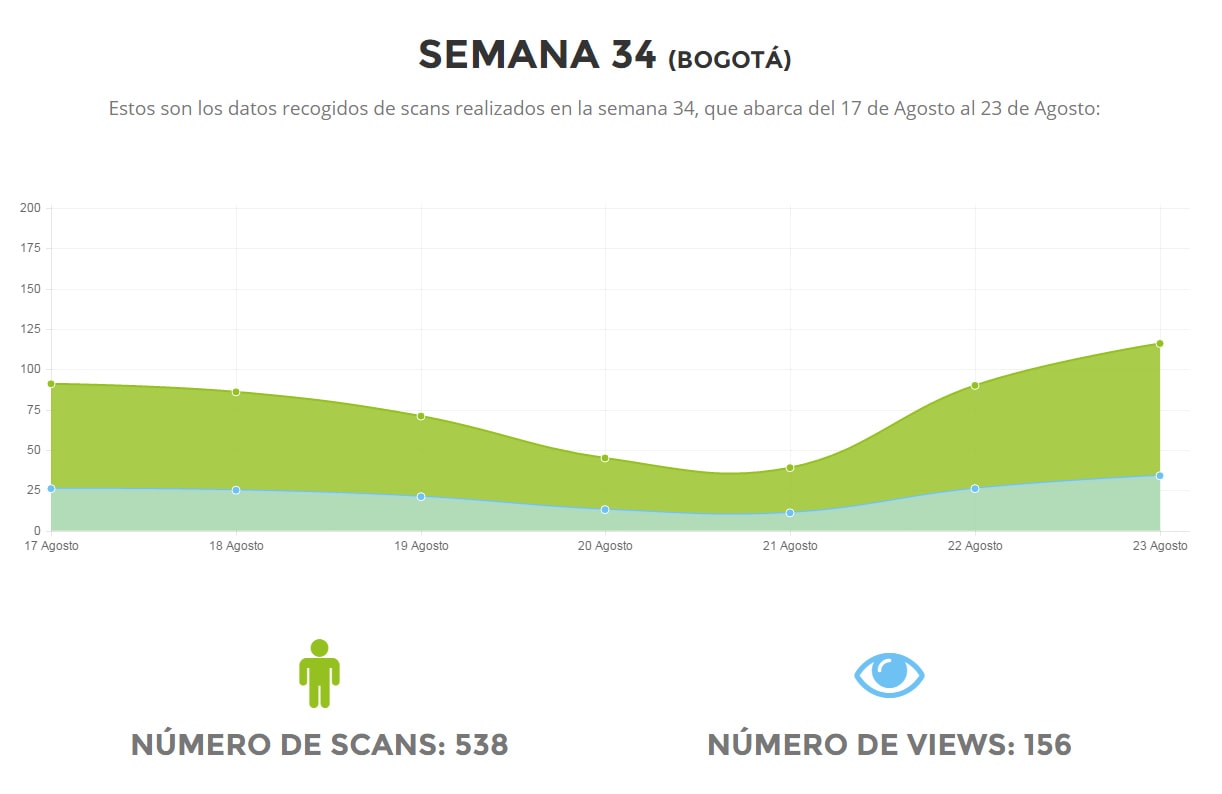 SEMANA 34 (BOGOTÁ)
Estos son los datos recogidos de scans realizados en la semana 34, que abarca del 17 de Agosto al 23 de Agosto:
200
175
150
125
100
75
50
25
0
17 Agosto 18 Agosto 19 Agosto 20 Agosto 21 Agosto 22 Agosto 23 Agosto
NÚMERO DE SCANS: 538 NÚMERO DE VIEWS: 156